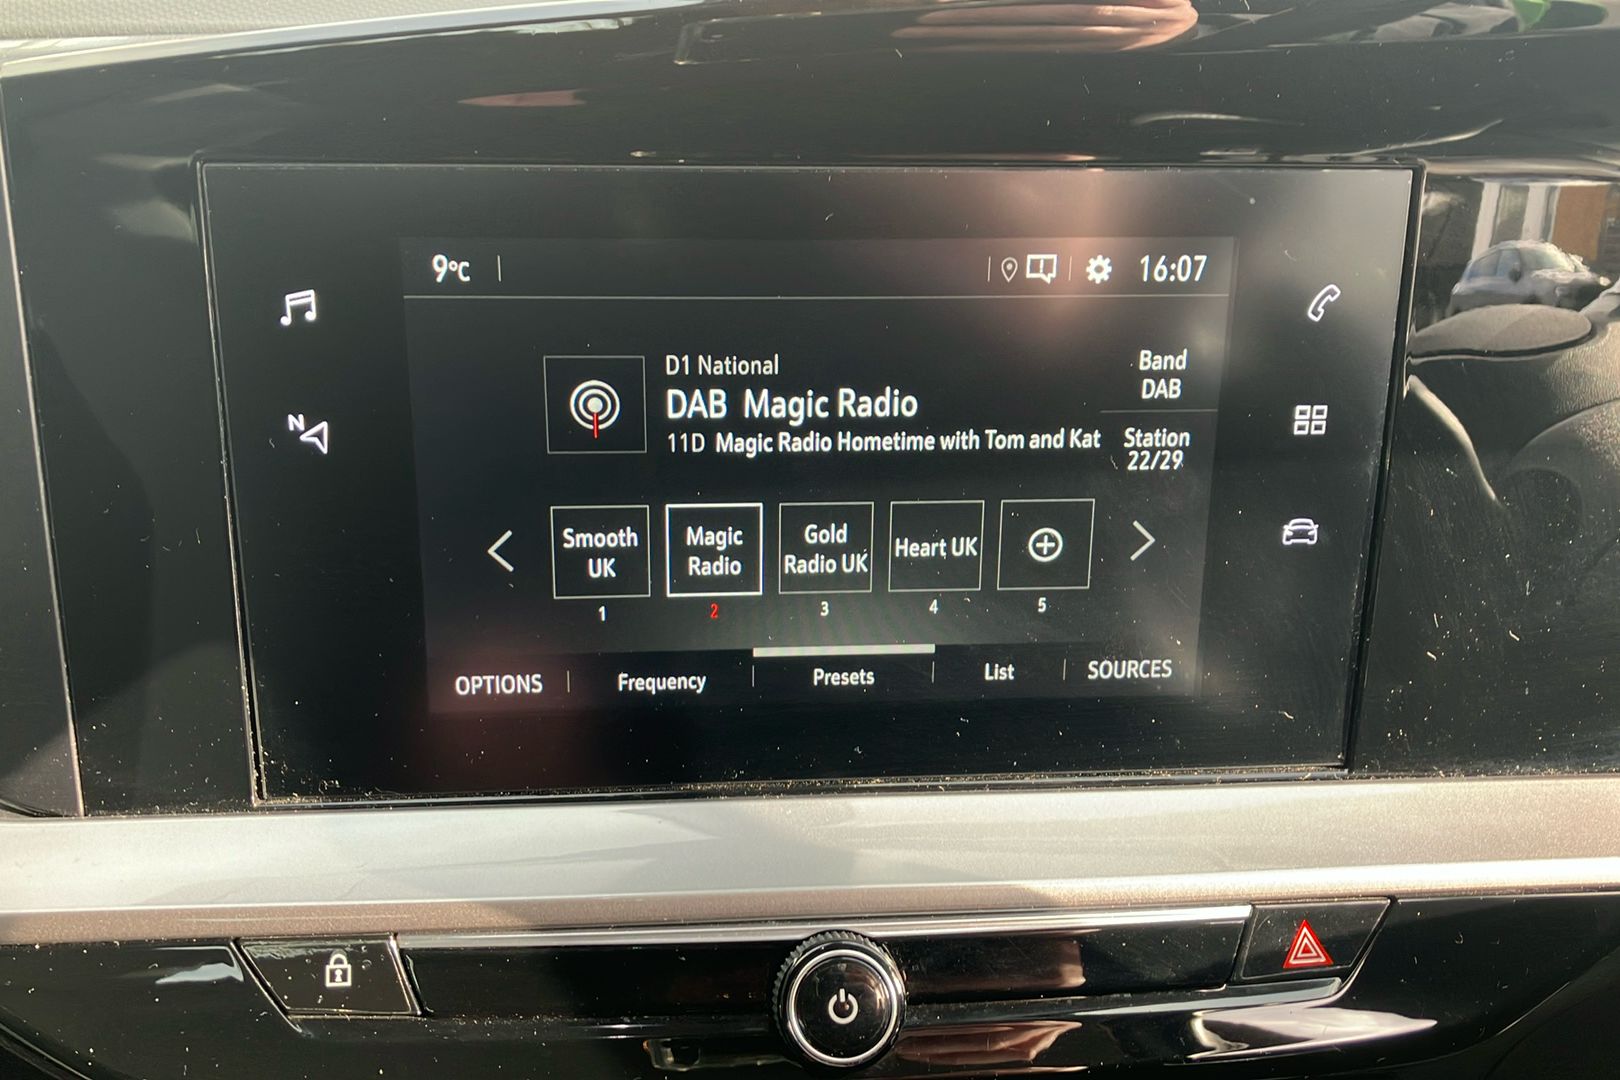 9°C
16:07
N
D1 National
DAB Magic Radio
11D Magic Radio Hometime with Tom and Kat
Band
DAB
Station
22/29
Smooth
UK
Magic
Radio
Gold
Radio UK
Heart UK
1
2
3
4
5
OPTIONS
Frequency
Presets
List
SOURCES